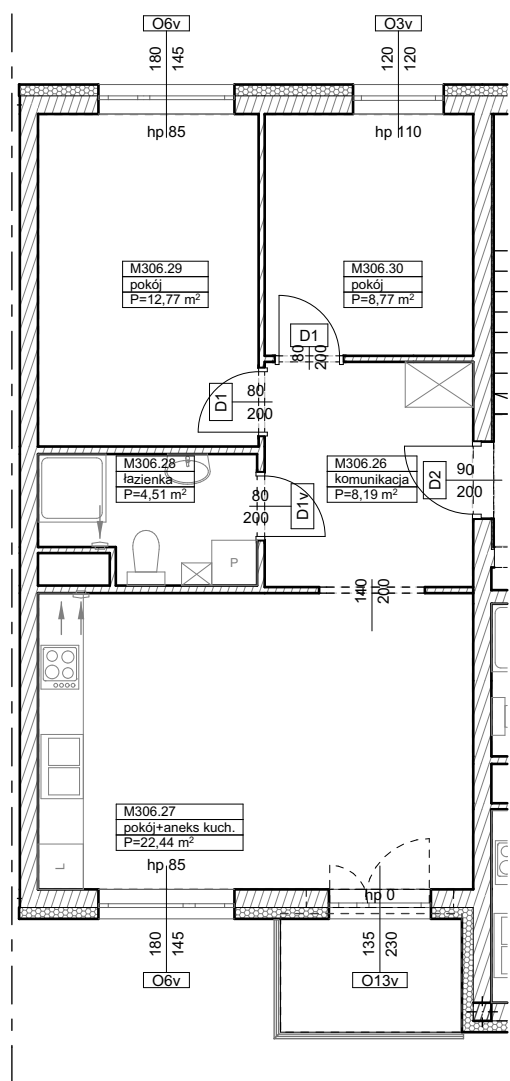 O6v
O3v
180
145
120
120
hp 85
hp 110
M306.29
pokój
P=12,77 m²
M306.30
pokój
P=8,77 m²
D1
80
200
D1
80
200
M306.28
łazienka
P=4,51 m²
M306.26
komunikacja
P=8,19 m²
D2
90
200
80
200
D1v
P
140
200
M306.27
pokój+aneks kuch.
P=22,44 m²
L
hp 85
hp 0
180
145
135
230
O6v
O13v